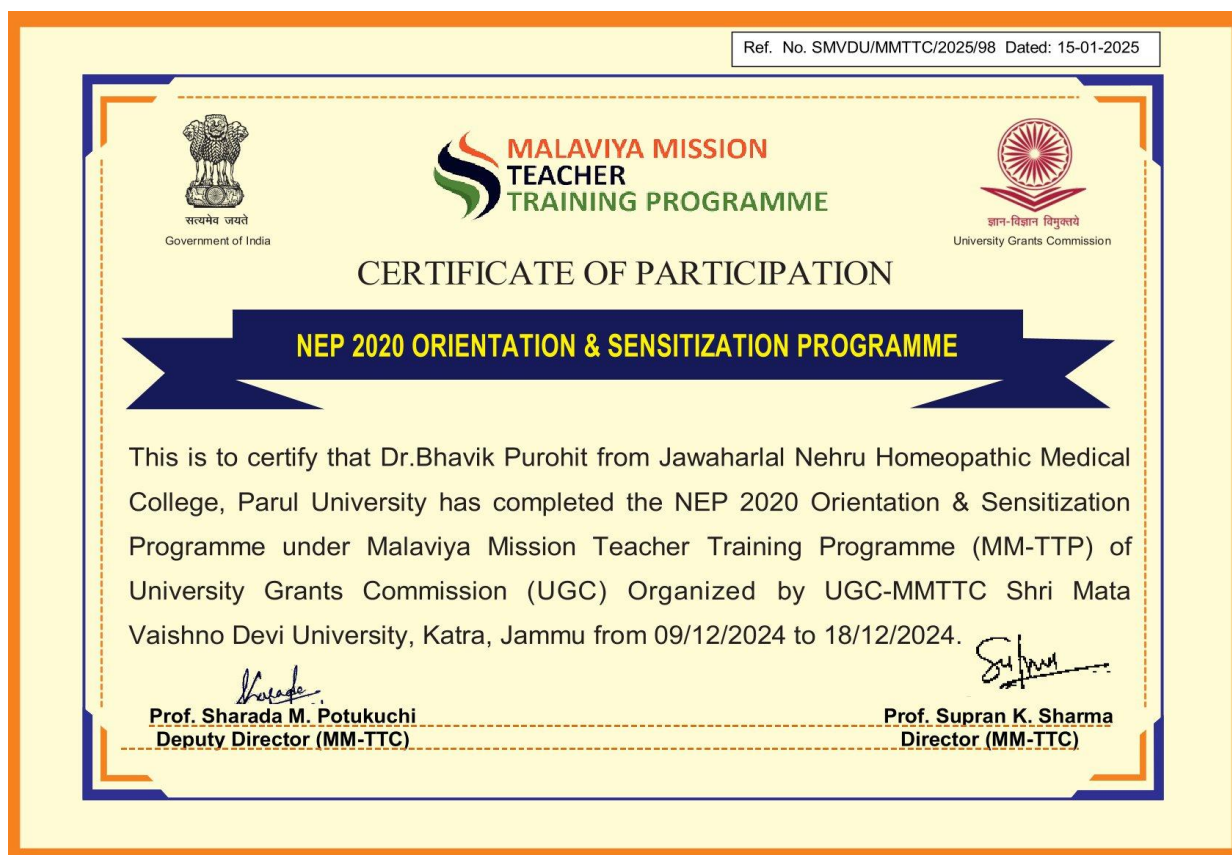 Ref. No. SMVDU/MMTTC/2025/98 Dated: 15-01-2025
MALAVIYA MISSION
TEACHER
TRAINING PROGRAMME
सत्यमेव जयते
Government of India
ज्ञान-विज्ञान विमुक्तये
University Grants Commission
CERTIFICATE OF PARTICIPATION
NEP 2020 ORIENTATION & SENSITIZATION PROGRAMME
This is to certify that Dr.Bhavik Purohit from Jawaharlal Nehru Homeopathic Medical
College, Parul University has completed the NEP 2020 Orientation & Sensitization
Programme under Malaviya Mission Teacher Training Programme (MM-TTP) of
University Grants Commission (UGC) Organized by UGC-MMTTC Shri Mata
Vaishno Devi University, Katra, Jammu from 09/12/2024 to 18/12/2024.
Prof. Sharada M. Potukuchi
Deputy Director (MM-TTC)
Prof. Supran K. Sharma
Director (MM-TTC)